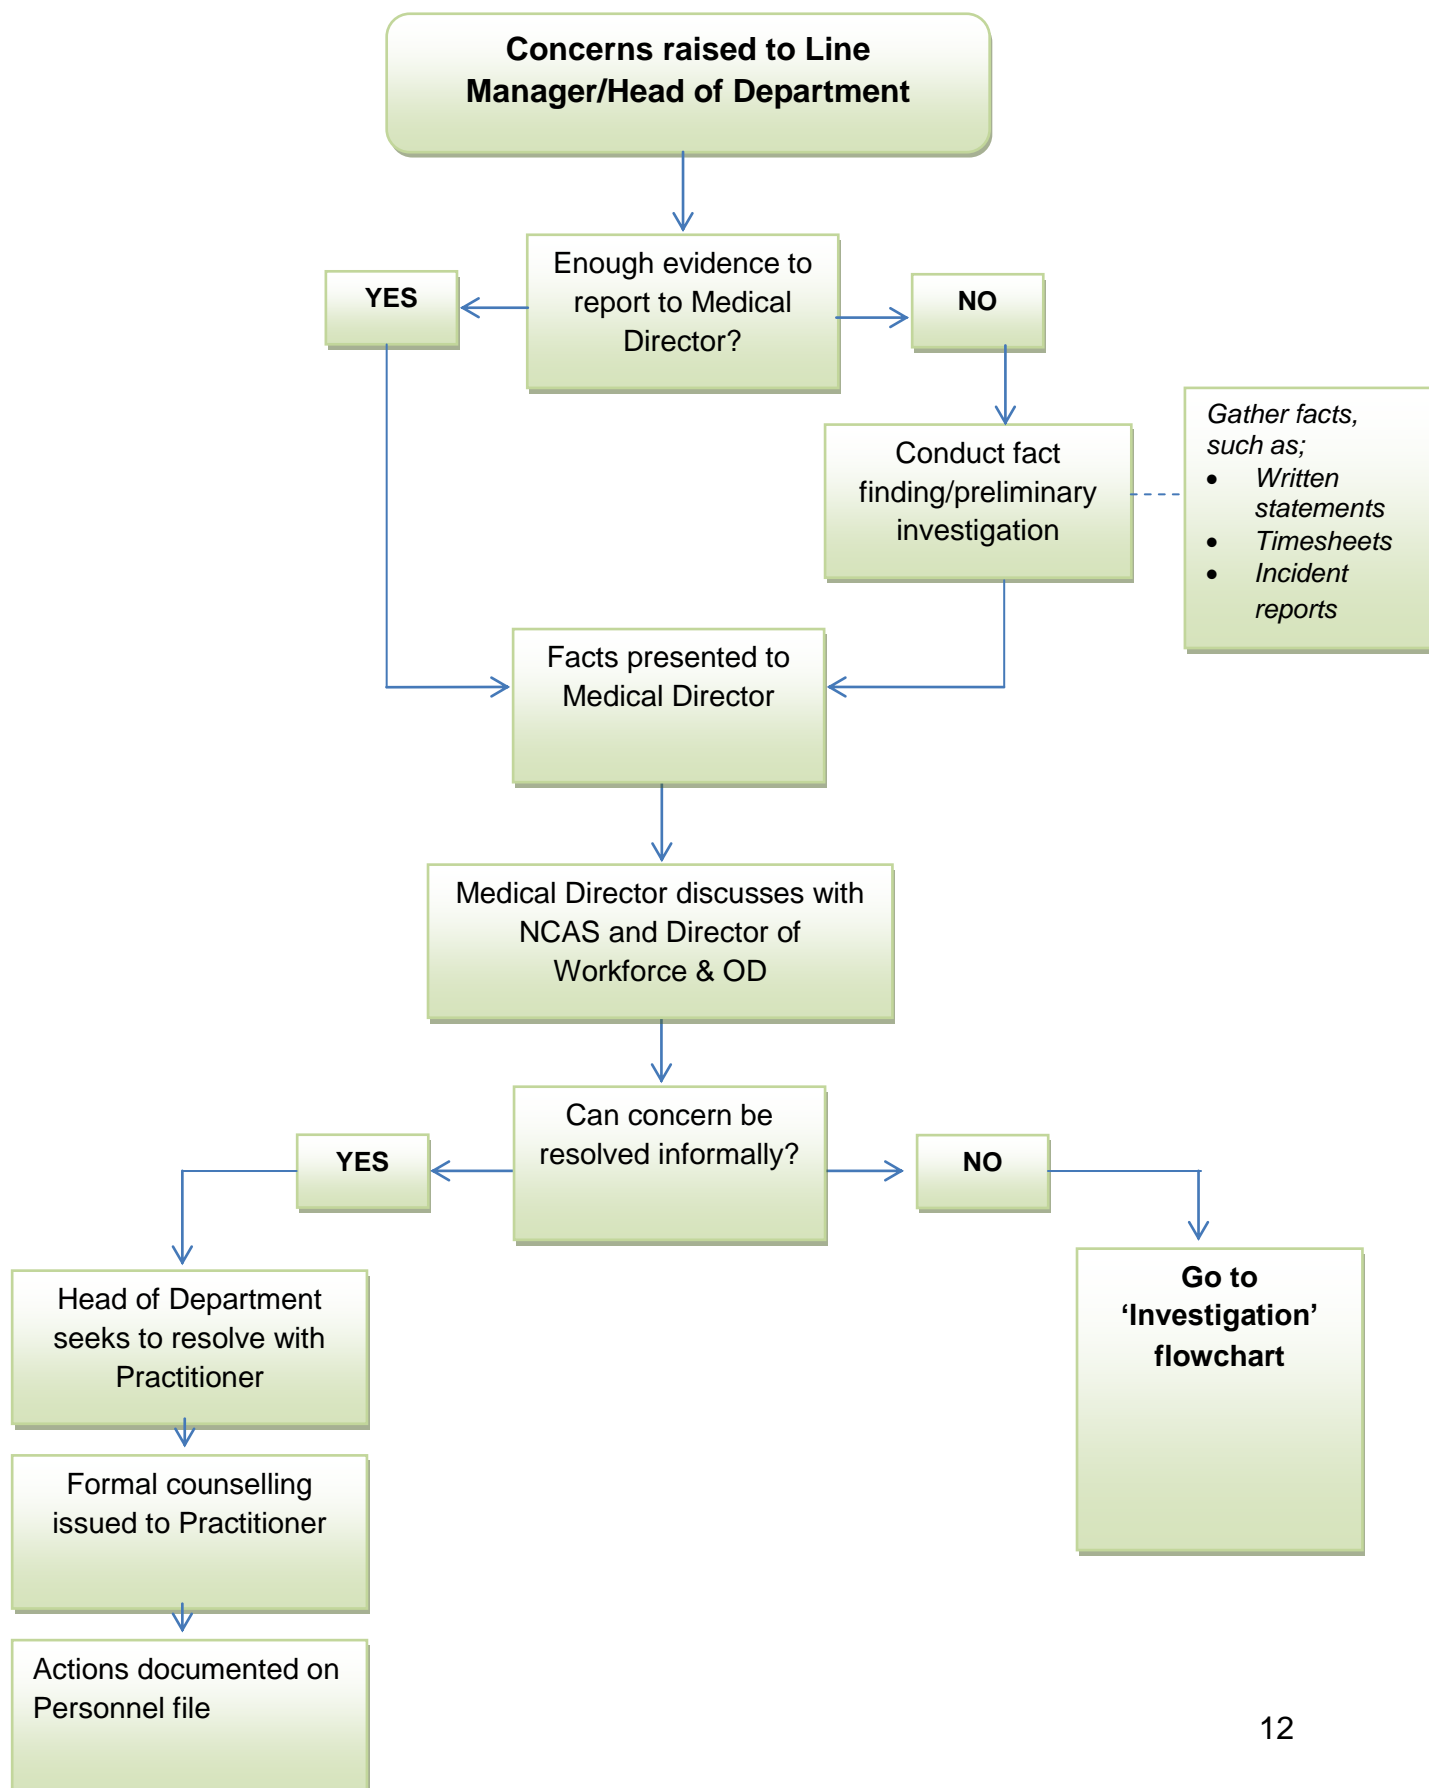 Concerns raised to Line
Manager/Head of Department
Enough evidence to
report to Medical
Director?
YES
NO
Conduct fact
finding/preliminary
investigation
Gather facts,
such as;
• Written
statements
• Timesheets
• Incident
reports
Facts presented to
Medical Director
Medical Director discusses with
NCAS and Director of
Workforce & OD
Can concern be
resolved informally?
YES
NO
Head of Department
seeks to resolve with
Practitioner
Go to
‘Investigation’
flowchart
Formal counselling
issued to Practitioner
Actions documented on
Personnel file
12